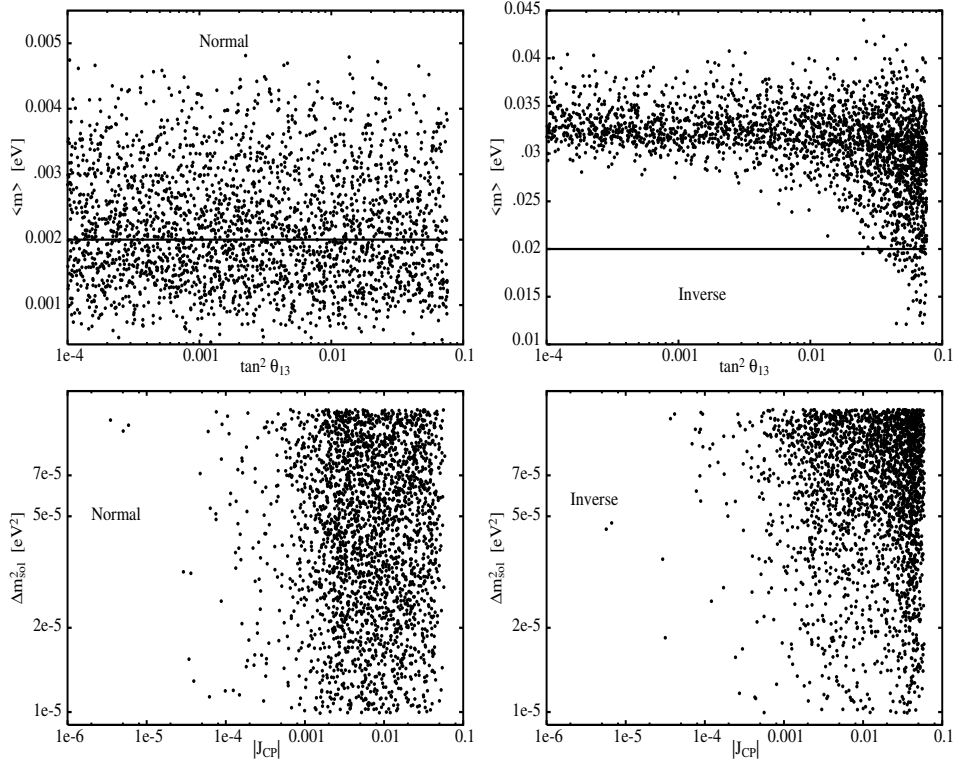 0.005
Normal
0.004
.003
0.002
0.001
<m> [eV]
1e-4 0.001 0.01 0.1
tan² θ13
0.045
0.04
0.035
.03
.025
.02
0.015
0.01
<m> [eV]
Inverse
1e-4 0.001 0.01 0.1
tan² θ13
7e-5
5e-5
2e-5
1e-5
Δm²sol [eV²]
Normal
1e-6 1e-5 1e-4 0.001 0.01 0.1
|JCP|
7e-5
5e-5
2e-5
1e-5
Δm²sol [eV²]
Inverse
1e-6 1e-5 1e-4 0.001 0.01 0.1
|JCP|